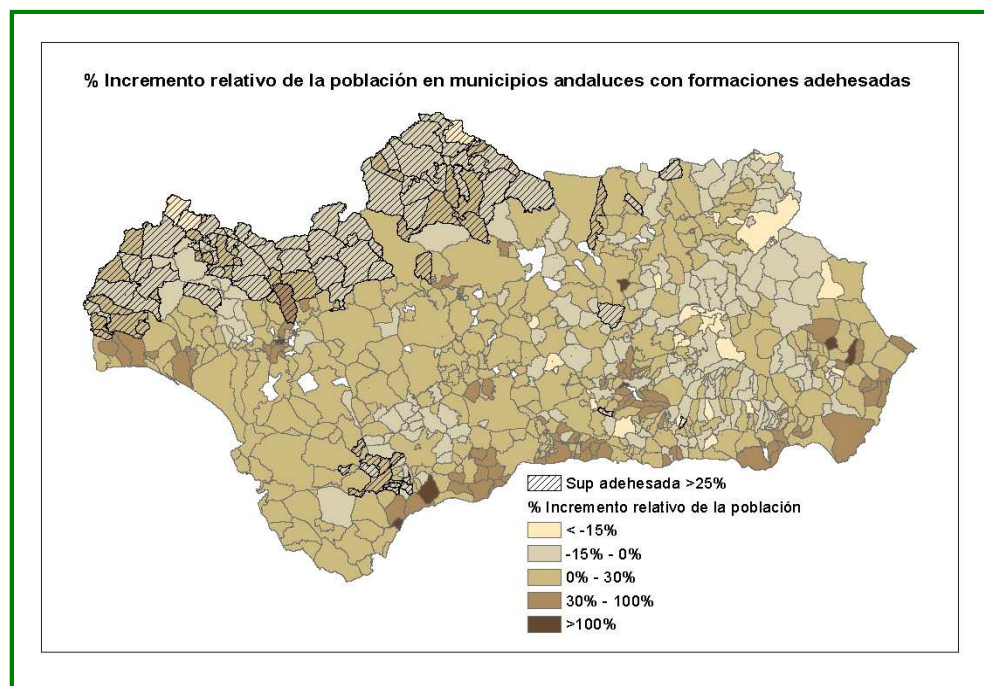 % Incremento relativo de la población en municipios andaluces con formaciones adehesadas
Sup adehesada >25%
% Incremento relativo de la población
< -15%
-15% - 0%
0% - 30%
30% - 100%
>100%